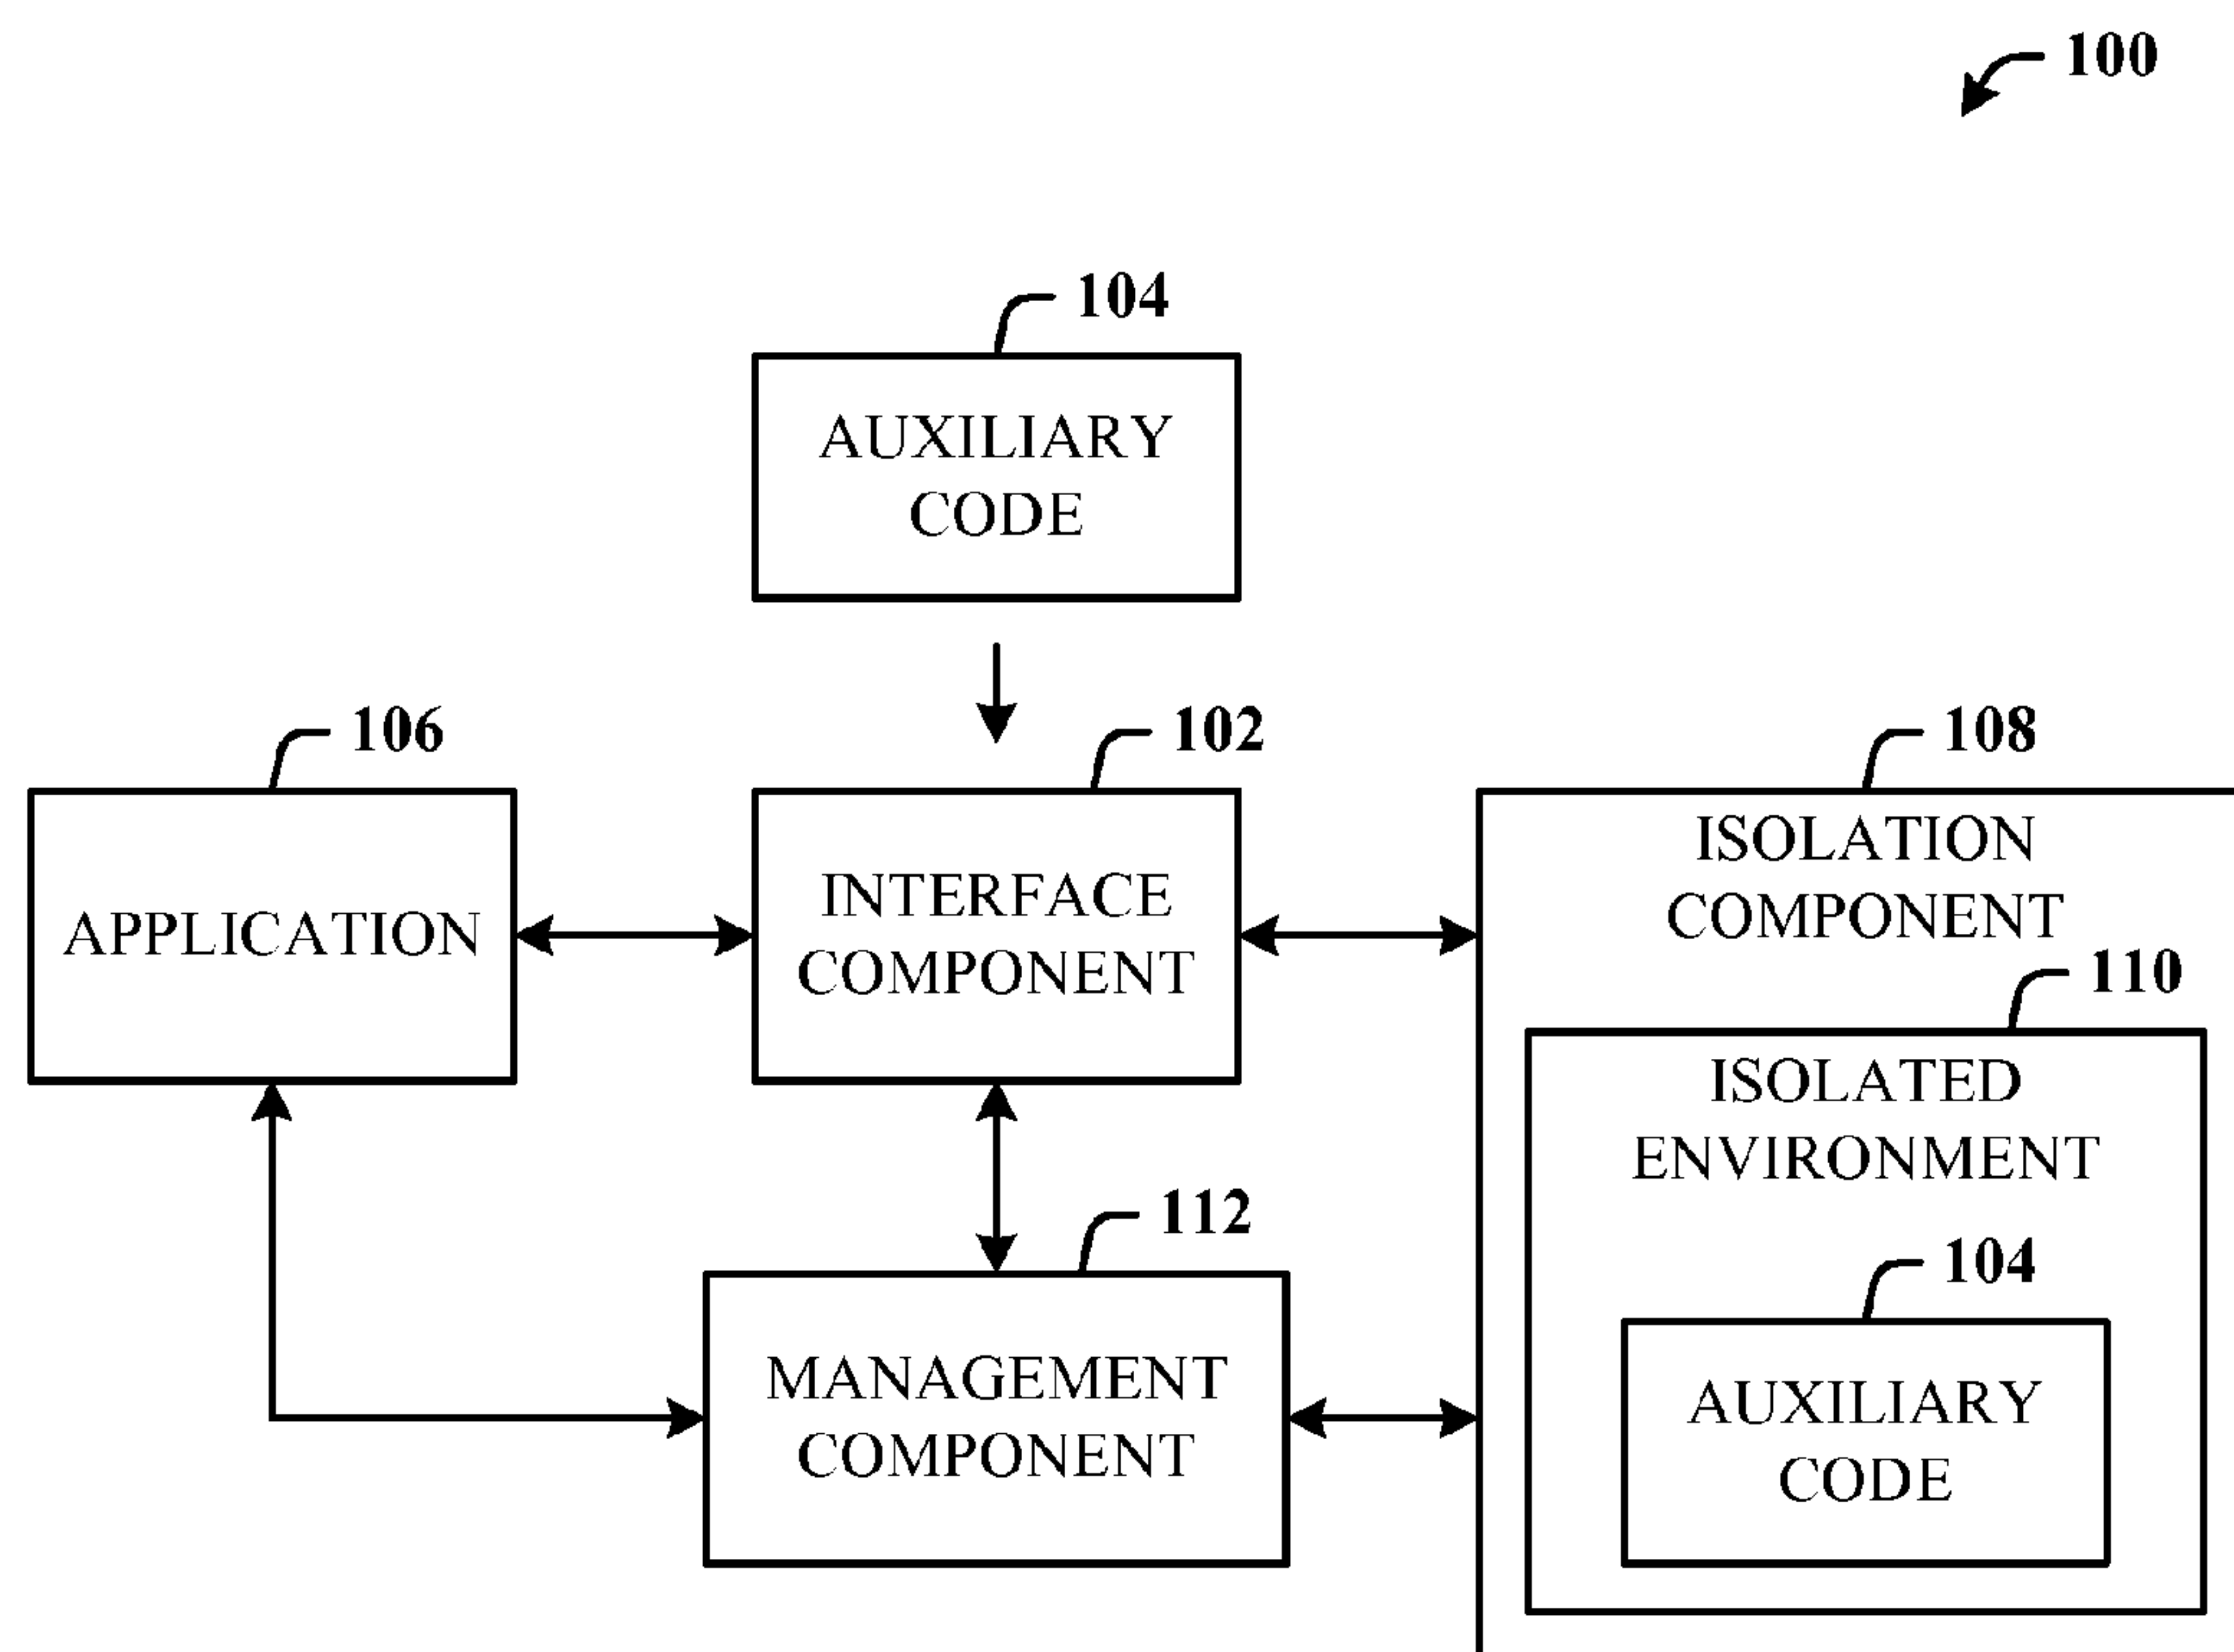 100
104
AUXILIARY
CODE
106
102
108
APPLICATION
INTERFACE
COMPONENT
ISOLATION
COMPONENT
110
ISOLATED
ENVIRONMENT
112
MANAGEMENT
COMPONENT
104
AUXILIARY
CODE